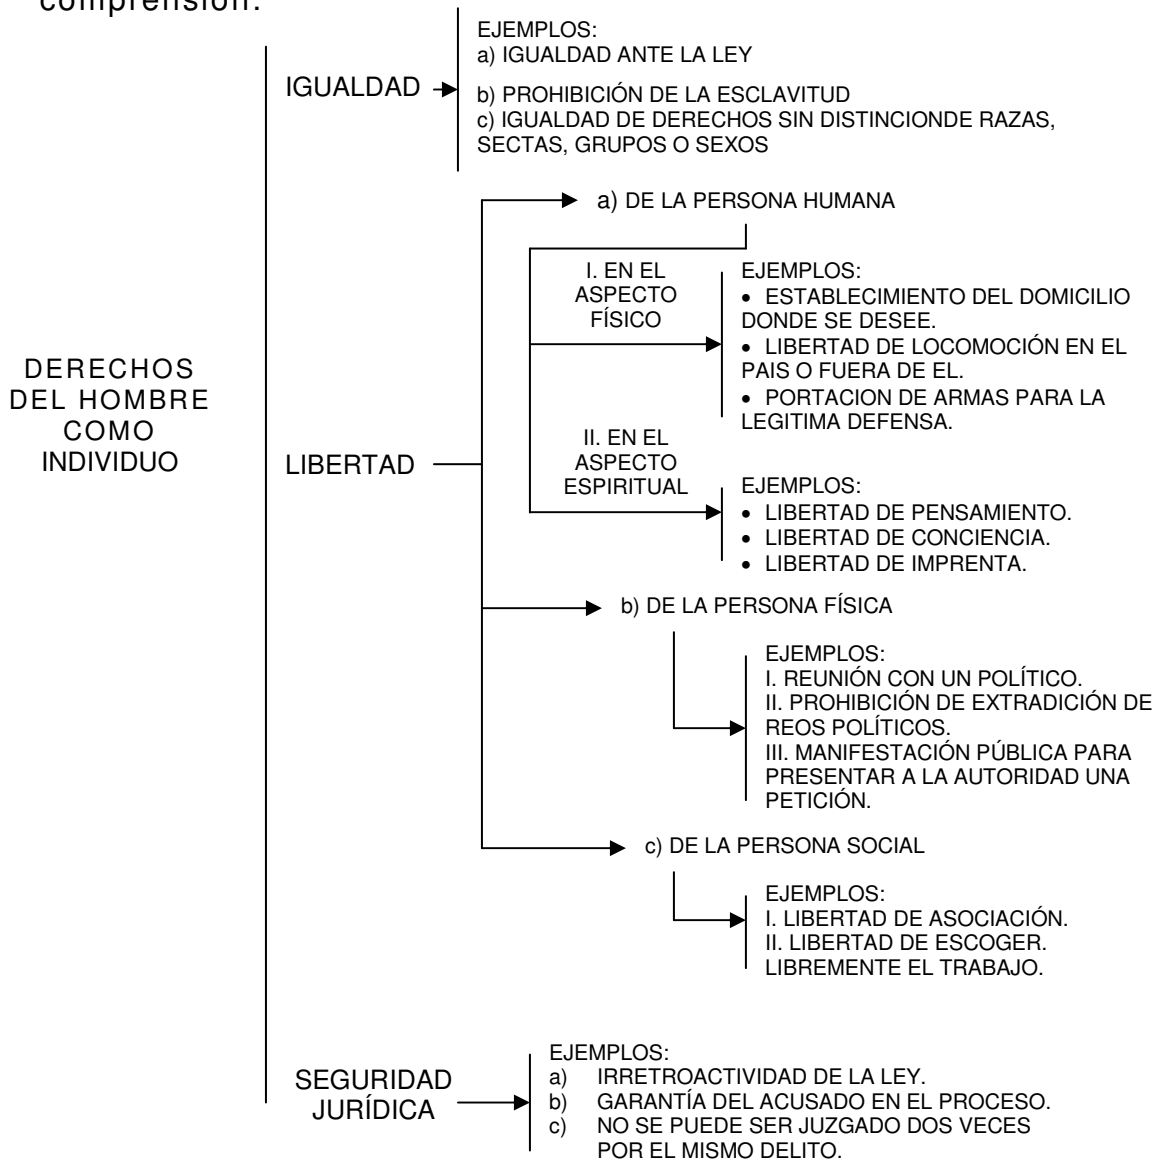 comprensión.
EJEMPLOS:
a) IGUALDAD ANTE LA LEY
IGUALDAD
b) PROHIBICIÓN DE LA ESCLAVITUD
c) IGUALDAD DE DERECHOS SIN DISTINCIONDE RAZAS,
SECTAS, GRUPOS O SEXOS
a) DE LA PERSONA HUMANA
I. EN EL
ASPECTO
FÍSICO
EJEMPLOS:
• ESTABLECIMIENTO DEL DOMICILIO
DONDE SE DESEE.
• LIBERTAD DE LOCOMOCIÓN EN EL
PAIS O FUERA DE EL.
• PORTACION DE ARMAS PARA LA
LEGITIMA DEFENSA.
DERECHOS
DEL HOMBRE
COMO
INDIVIDUO
LIBERTAD
II. EN EL
ASPECTO
ESPIRITUAL
EJEMPLOS:
• LIBERTAD DE PENSAMIENTO.
• LIBERTAD DE CONCIENCIA.
• LIBERTAD DE IMPRENTA.
b) DE LA PERSONA FÍSICA
EJEMPLOS:
I. REUNIÓN CON UN POLÍTICO.
II. PROHIBICIÓN DE EXTRADICIÓN DE
REOS POLÍTICOS.
III. MANIFESTACIÓN PÚBLICA PARA
PRESENTAR A LA AUTORIDAD UNA
PETICIÓN.
c) DE LA PERSONA SOCIAL
EJEMPLOS:
I. LIBERTAD DE ASOCIACIÓN.
II. LIBERTAD DE ESCOGER.
LIBREMENTE EL TRABAJO.
SEGURIDAD
JURÍDICA
EJEMPLOS:
a) IRRETROACTIVIDAD DE LA LEY.
b) GARANTÍA DEL ACUSADO EN EL PROCESO.
c) NO SE PUEDE SER JUZGADO DOS VECES
POR EL MISMO DELITO.